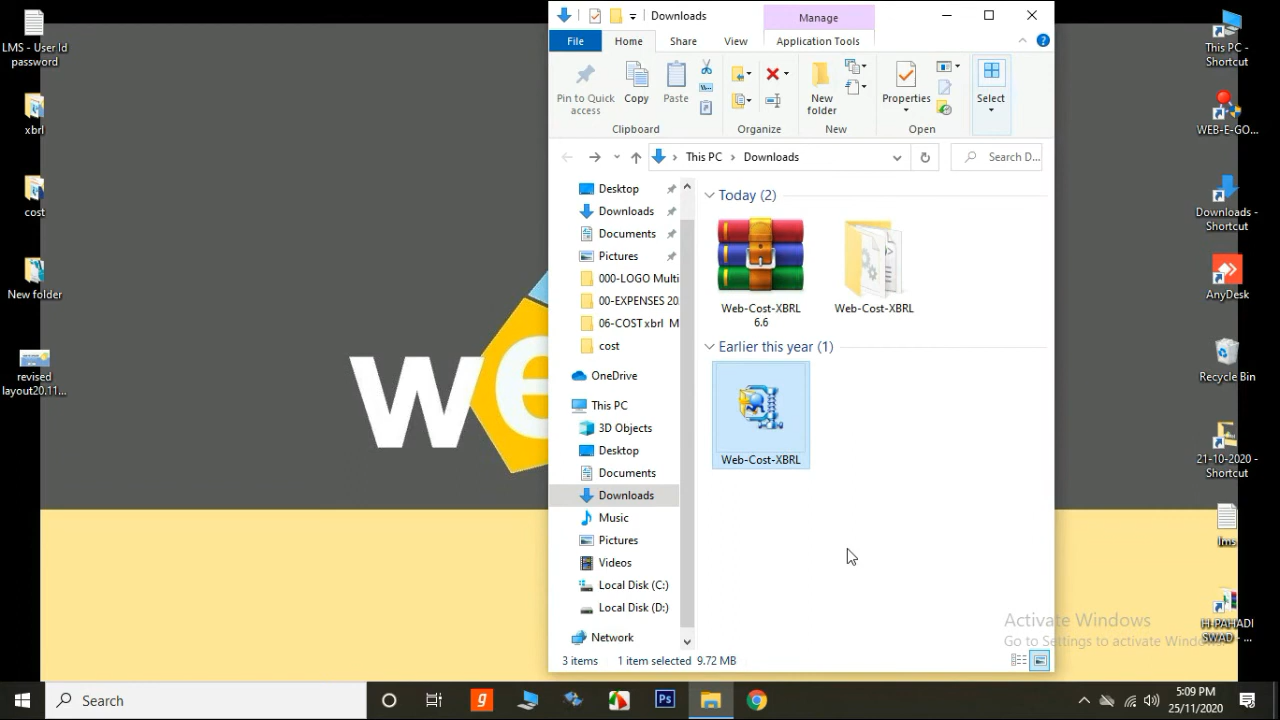 LMS - User Id
password
xbrl
cost
New folder
revised
layout20.11...
we
Downloads
Manage
File
Home
Share
View
Application Tools
Pin to Quick
access
Copy
Paste
New
folder
Properties
Select
Clipboard
Organize
New
Open
This PC
Downloads
Search D...
Desktop
Downloads
Documents
Pictures
000-LOGO Multi
00-EXPENSES 20
06-COST xbrl M
cost
OneDrive
This PC
3D Objects
Desktop
Documents
Downloads
Music
Pictures
Videos
Local Disk (C:)
Local Disk (D:)
Network
Today (2)
Web-Cost-XBRL
6.6
Web-Cost-XBRL
Earlier this year (1)
Web-Cost-XBRL
3 items
1 item selected 9.72 MB
This PC -
Shortcut
WEB-E-GO...
Downloads -
Shortcut
AnyDesk
Recycle Bin
21-10-2020 -
Shortcut
lms
H-PAHADI
SWAD - ...
Activate Windows
Go to Settings to activate Windows.
Search
g
Ps
5:09 PM
25/11/2020